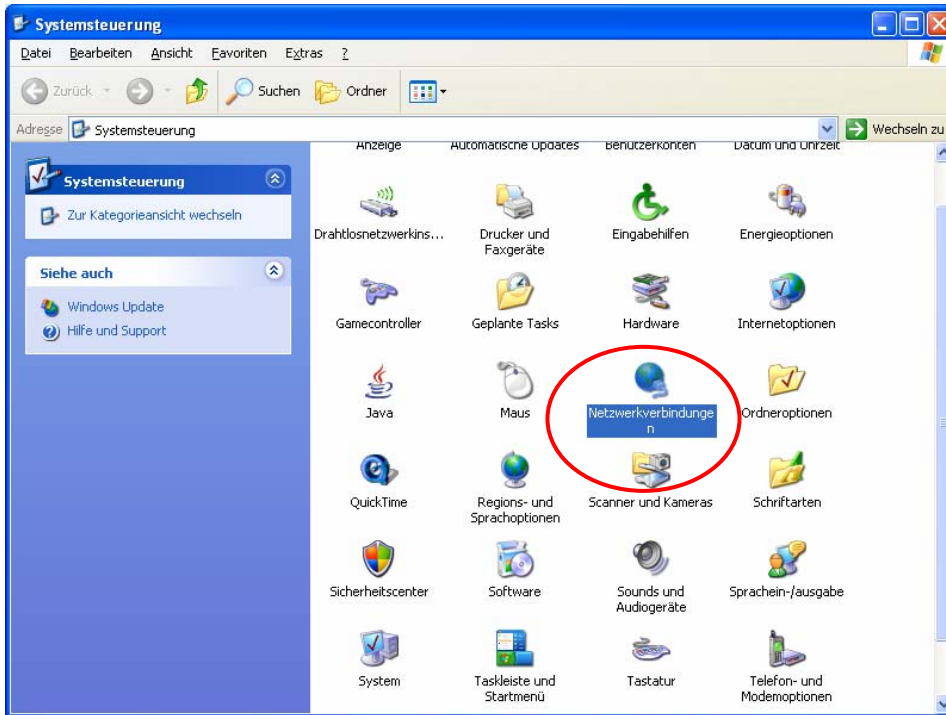 Systemsteuerung
Datei Bearbeiten Ansicht Favoriten Extras ?
Zurück Suchen Ordner
Adresse Systemsteuerung Wechseln zu
Systemsteuerung
Zur Kategorieansicht wechseln
Siehe auch
Windows Update
Hilfe und Support
Anzeige Automatische Updates Benutzerkonten Datum und Uhrzeit
Drahtlosnetzwerkins... Drucker und Eingabehilfen Energieoptionen
Faxgeräte
Gamecontroller Geplante Tasks Hardware Internetoptionen
Java Maus Netzwerkverbindunge Ordneroptionen
n
QuickTime Regions- und Scanner und Kameras Schriftarten
Sprachoptionen
Sicherheitscenter Software Sounds und Sprachein-/ausgabe
Audiogeräte
System Taskleiste und Tastatur Telefon- und
Startmenü Modemoptionen